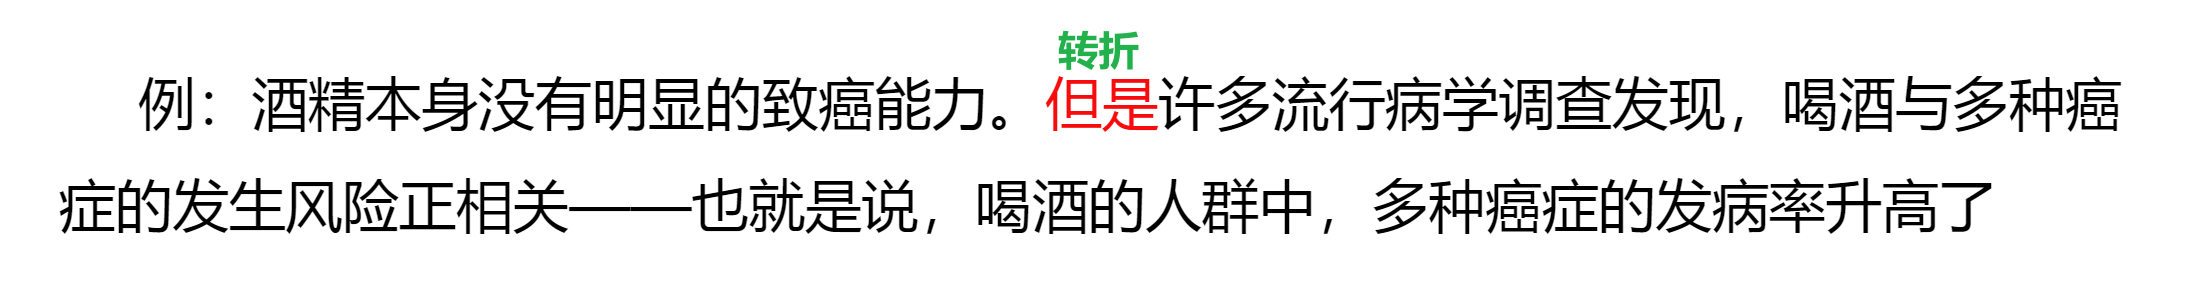 转折
例：酒精本身没有明显的致癌能力。但是许多流行病学调查发现，喝酒与多种癌
症的发生风险正相关——也就是说，喝酒的人群中，多种癌症的发病率升高了